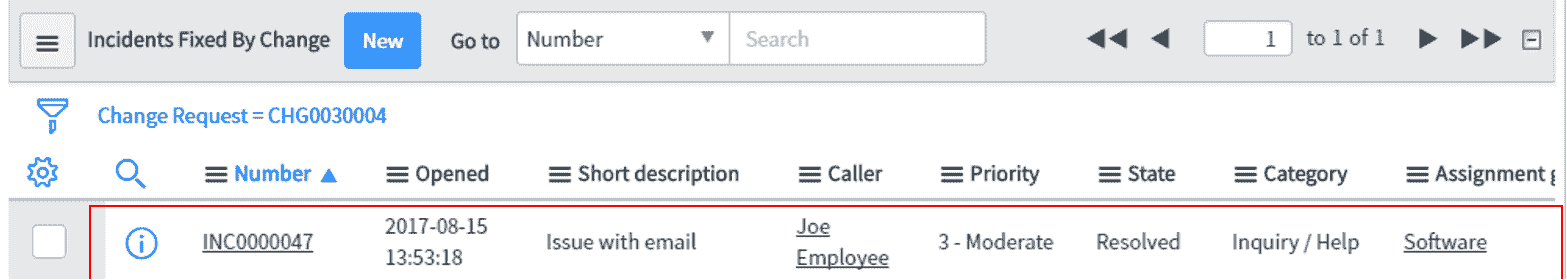 Incidents Fixed By Change New Go to Number Search 1 to 1 of 1
Change Request = CHG0030004
Number Opened Short description Caller Priority State Category Assignment g
INC0000047 2017-08-15 13:53:18 Issue with email Joe Employee 3 - Moderate Resolved Inquiry / Help Software